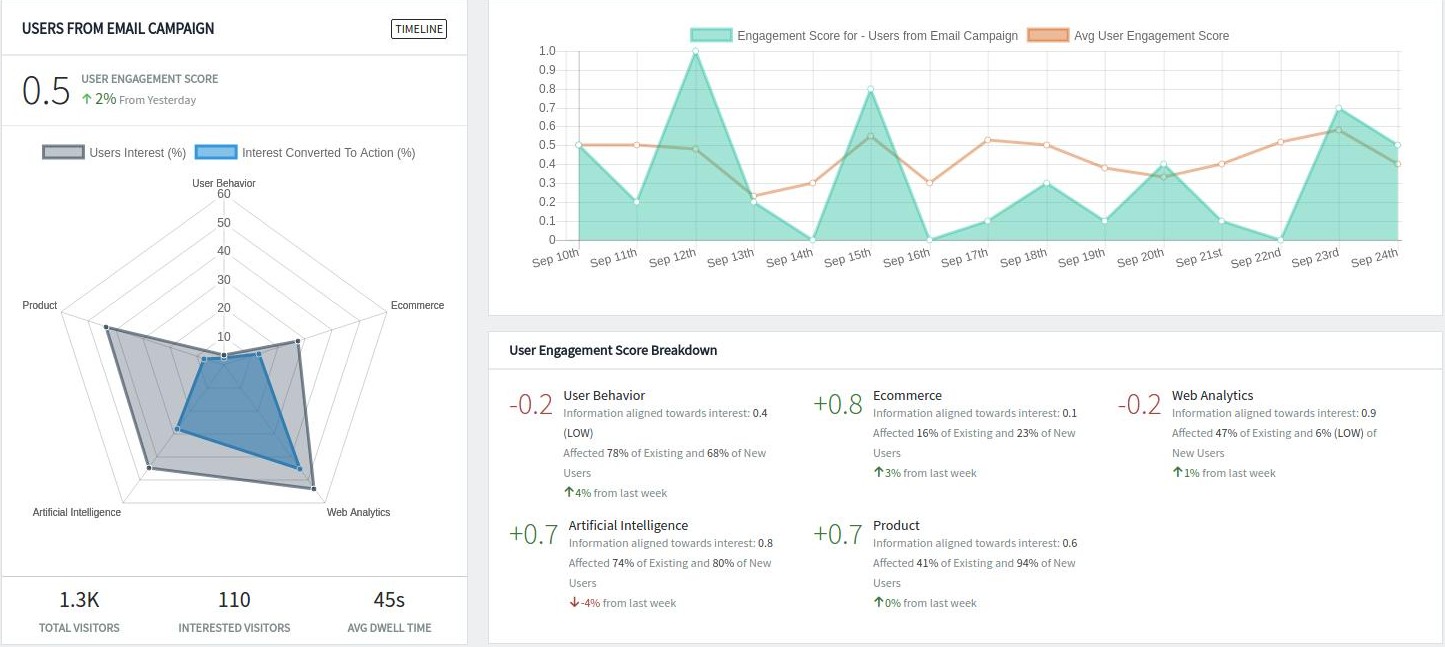 USERS FROM EMAIL CAMPAIGN
TIMELINE
0.5
USER ENGAGEMENT SCORE
2% From Yesterday
Users Interest (%)
Interest Converted To Action (%)
User Behavior
60
50
40
30
20
10
Product
Ecommerce
Artificial Intelligence
Web Analytics
1.3K
TOTAL VISITORS
110
INTERESTED VISITORS
45s
AVG DWELL TIME
Engagement Score for - Users from Email Campaign
Avg User Engagement Score
1.0
0.9
0.8
0.7
0.6
0.5
0.4
0.3
0.2
0.1
0
Sep 10th
Sep 11th
Sep 12th
Sep 13th
Sep 14th
Sep 15th
Sep 16th
Sep 17th
Sep 18th
Sep 19th
Sep 20th
Sep 21st
Sep 22nd
Sep 23rd
Sep 24th
User Engagement Score Breakdown
-0.2
User Behavior
Information aligned towards interest: 0.4
(LOW)
Affected 78% of Existing and 68% of New
Users
4% from last week
+0.8
Ecommerce
Information aligned towards interest: 0.1
Affected 16% of Existing and 23% of New
Users
3% from last week
-0.2
Web Analytics
Information aligned towards interest: 0.9
Affected 47% of Existing and 6% (LOW) of
New Users
1% from last week
+0.7
Artificial Intelligence
Information aligned towards interest: 0.8
Affected 74% of Existing and 80% of New
Users
-4% from last week
+0.7
Product
Information aligned towards interest: 0.6
Affected 41% of Existing and 94% of New
Users
0% from last week